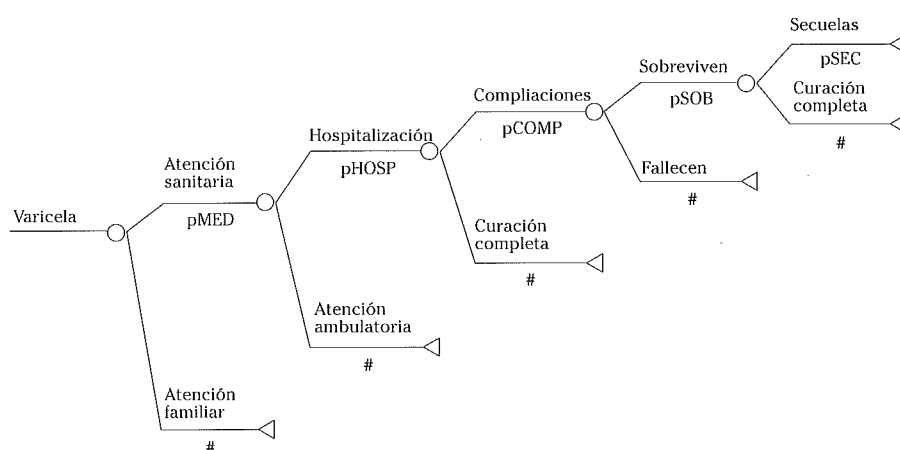 Secuelas
pSEC
Sobreviven
pSOB
Curación
completa
#
Compliaciones
pCOMP
Fallecen
#
Hospitalización
pHOSP
Curación
completa
#
Atención
sanitaria
pMED
Atención
ambulatoria
#
Varicela
Atención
familiar
#